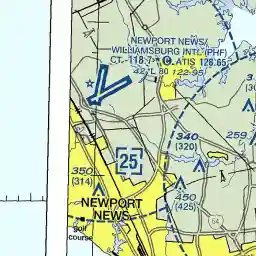 NEWPORT NEWS/
WILLIAMSBURG INTL (PHF)
CT - 118.7 C ATIS 128.65
42 L 80 122.95
340
(320)
259
25
350
(314)
450
(425)
NEWPORT
NEWS
golf
course
54